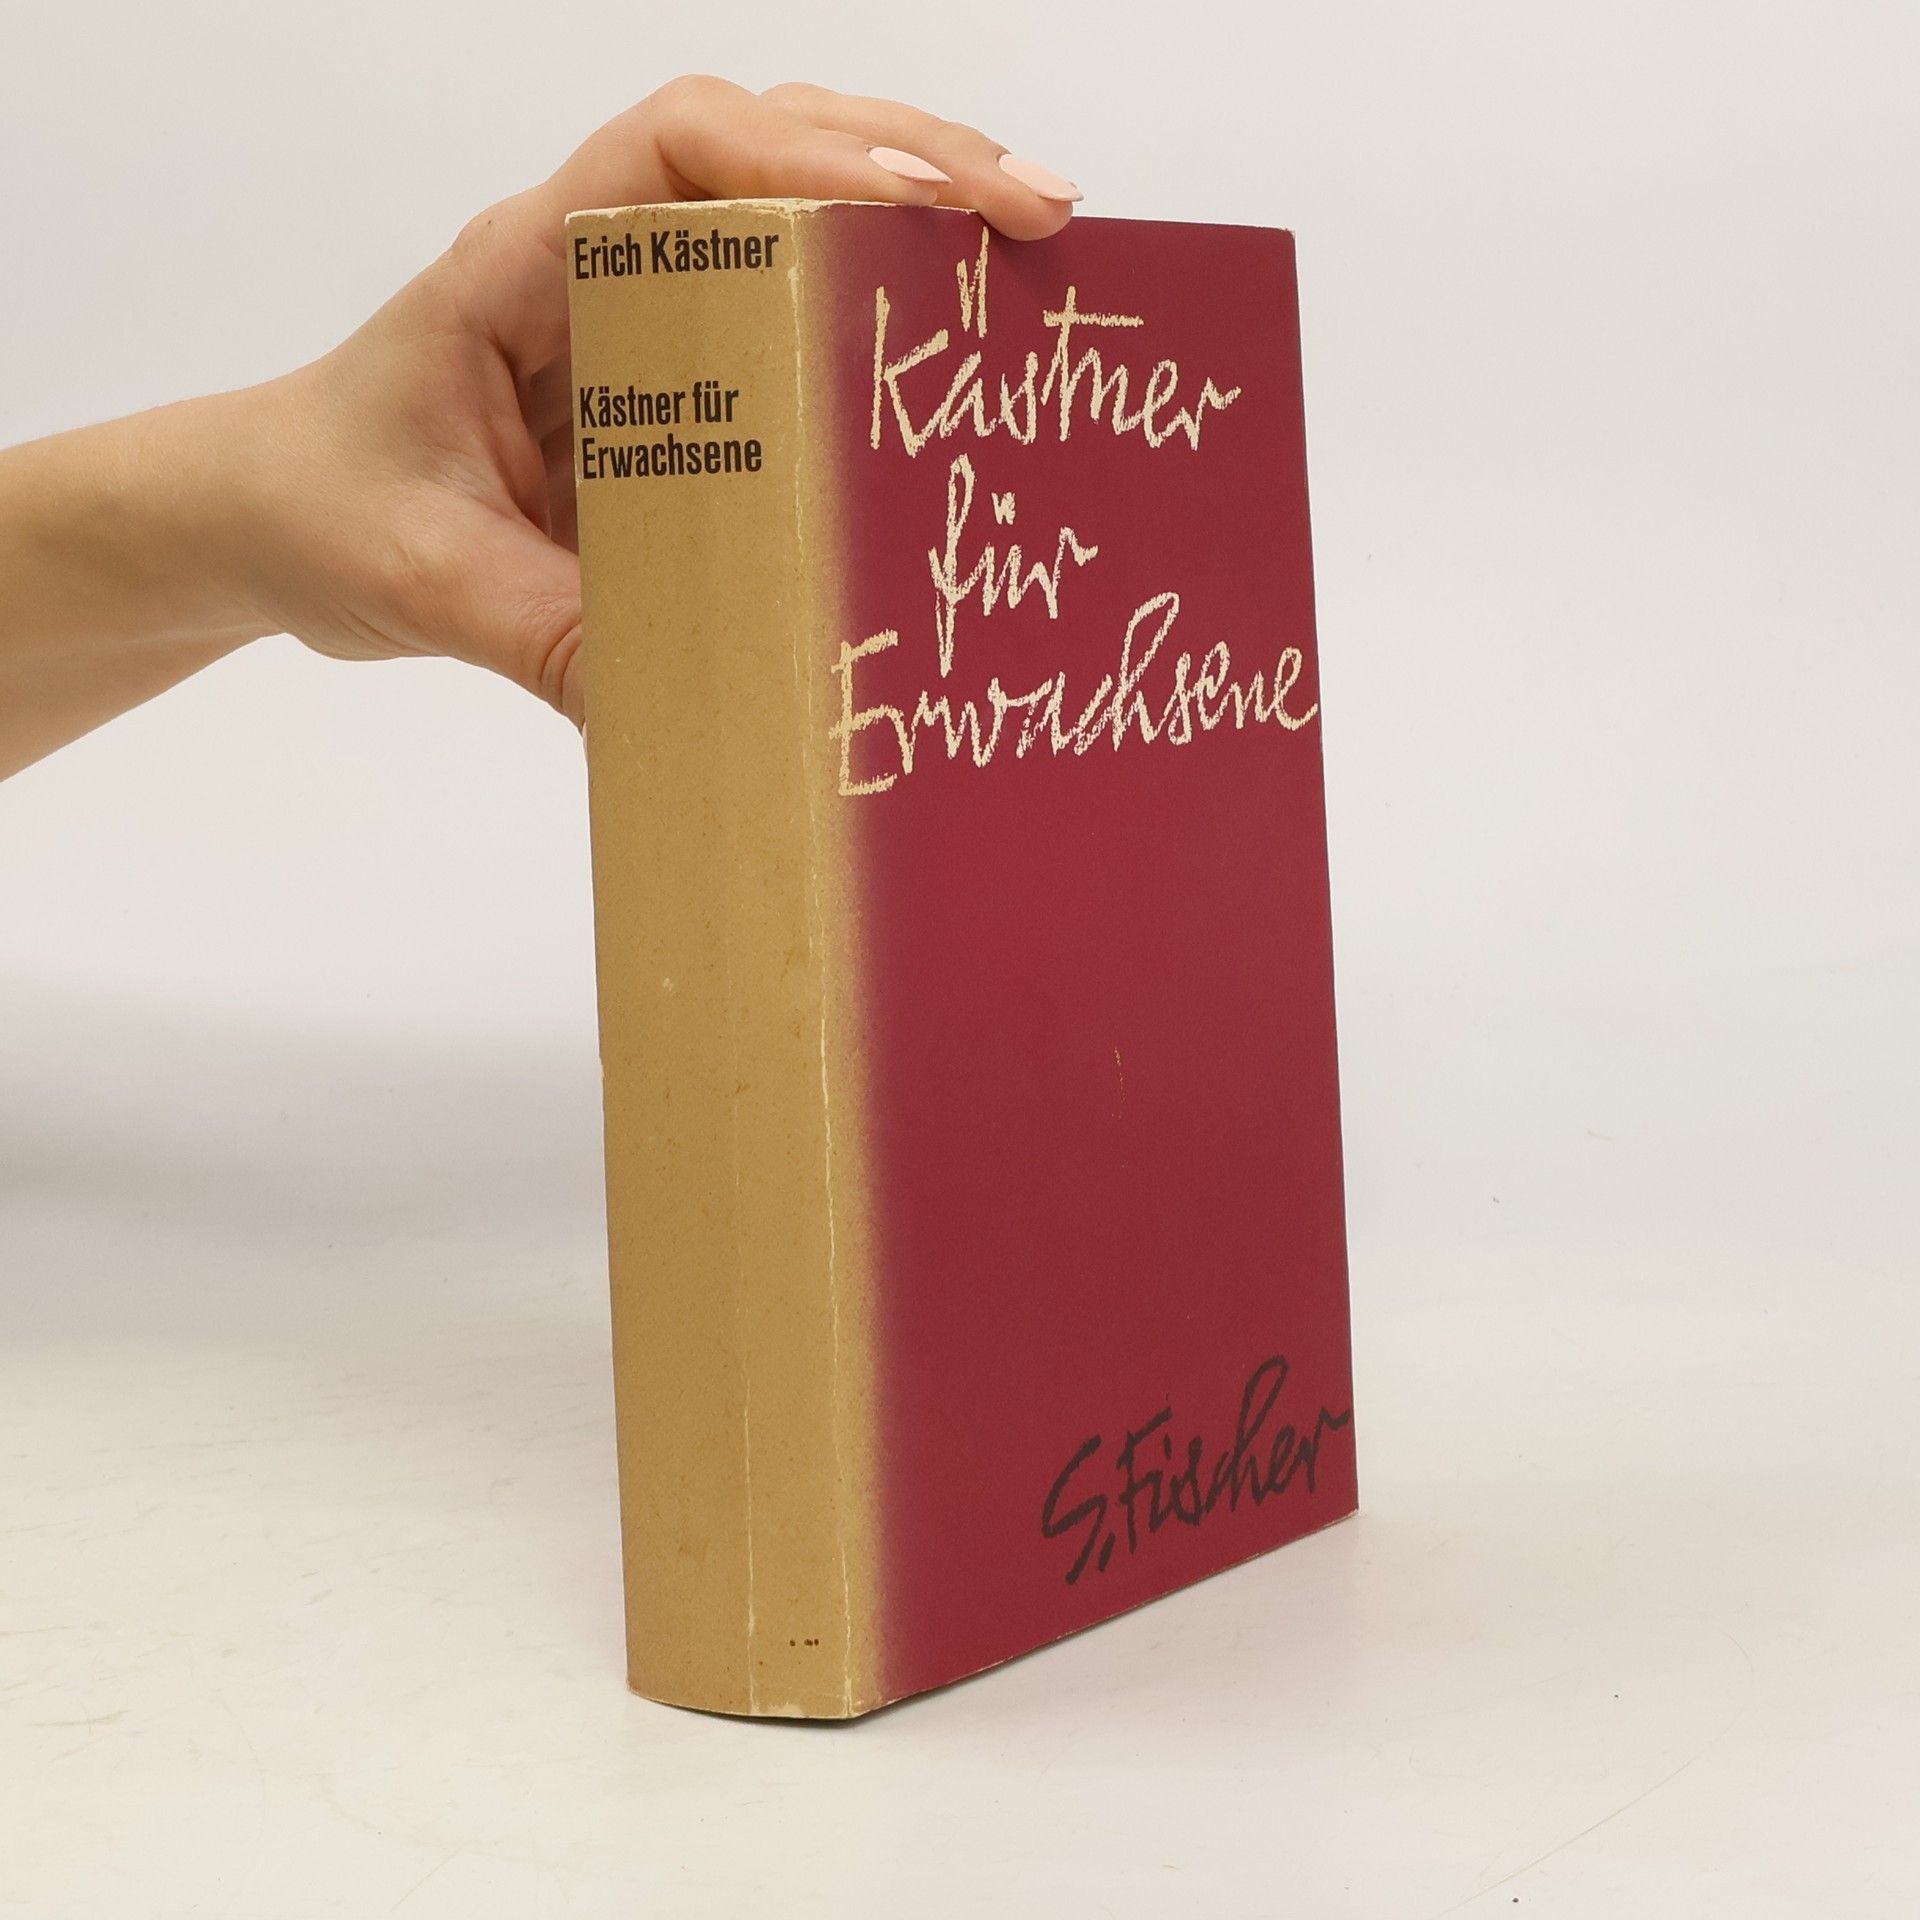 Erich Kästner
Kästner für
Erwachsene
Kästner
für
Erwachsene
S. Fischer